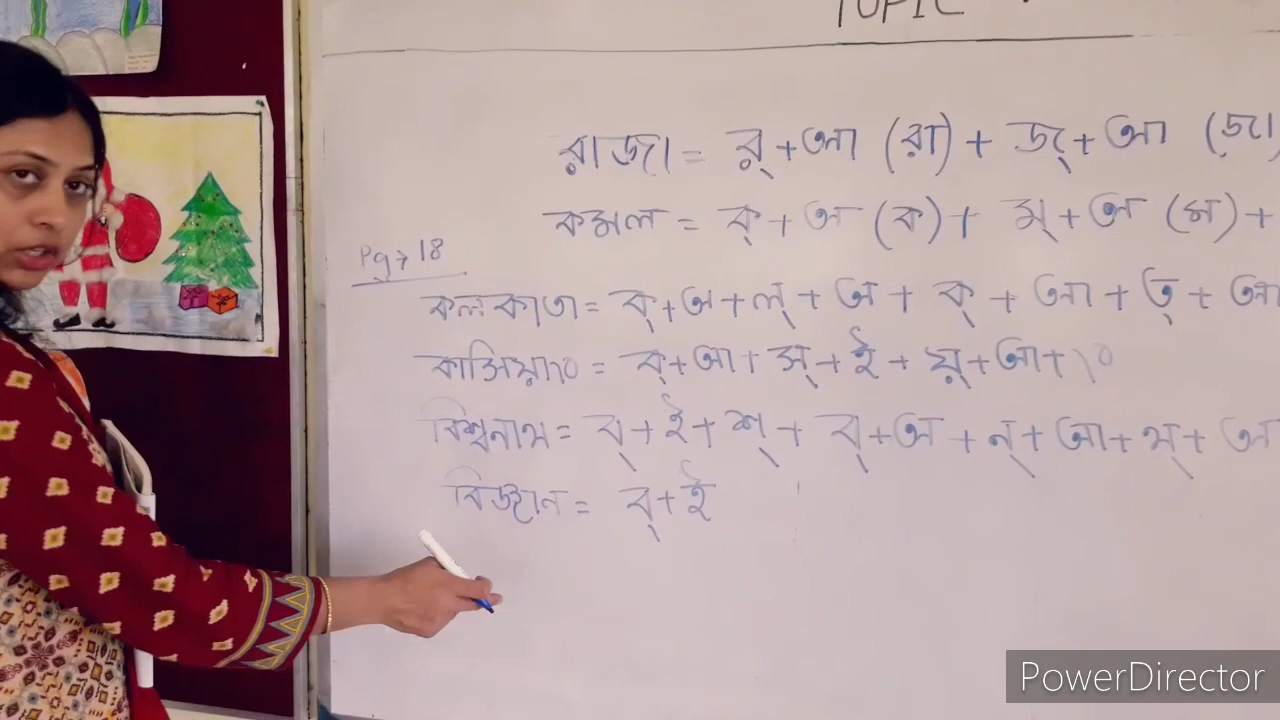 TOPIC
রাজা = র্ + আ (রা) + জ্ + আ (জা)
কমল = ক্ + অ (ক) + ম্ + অ (ম) +
Pg → 18
কলকাতা = ক্ + অ + ল্ + অ + ক্ + আ + ত্ + আ
কাসিয়াং = ক্ + আ + স্ + ই + য়্ + আ + ং
বিশ্বনাথ = ব্ + ই + শ্ + ব্ + অ + ন্ + আ + থ্ + অ
বিজ্ঞান = ব্ + ই
PowerDirector